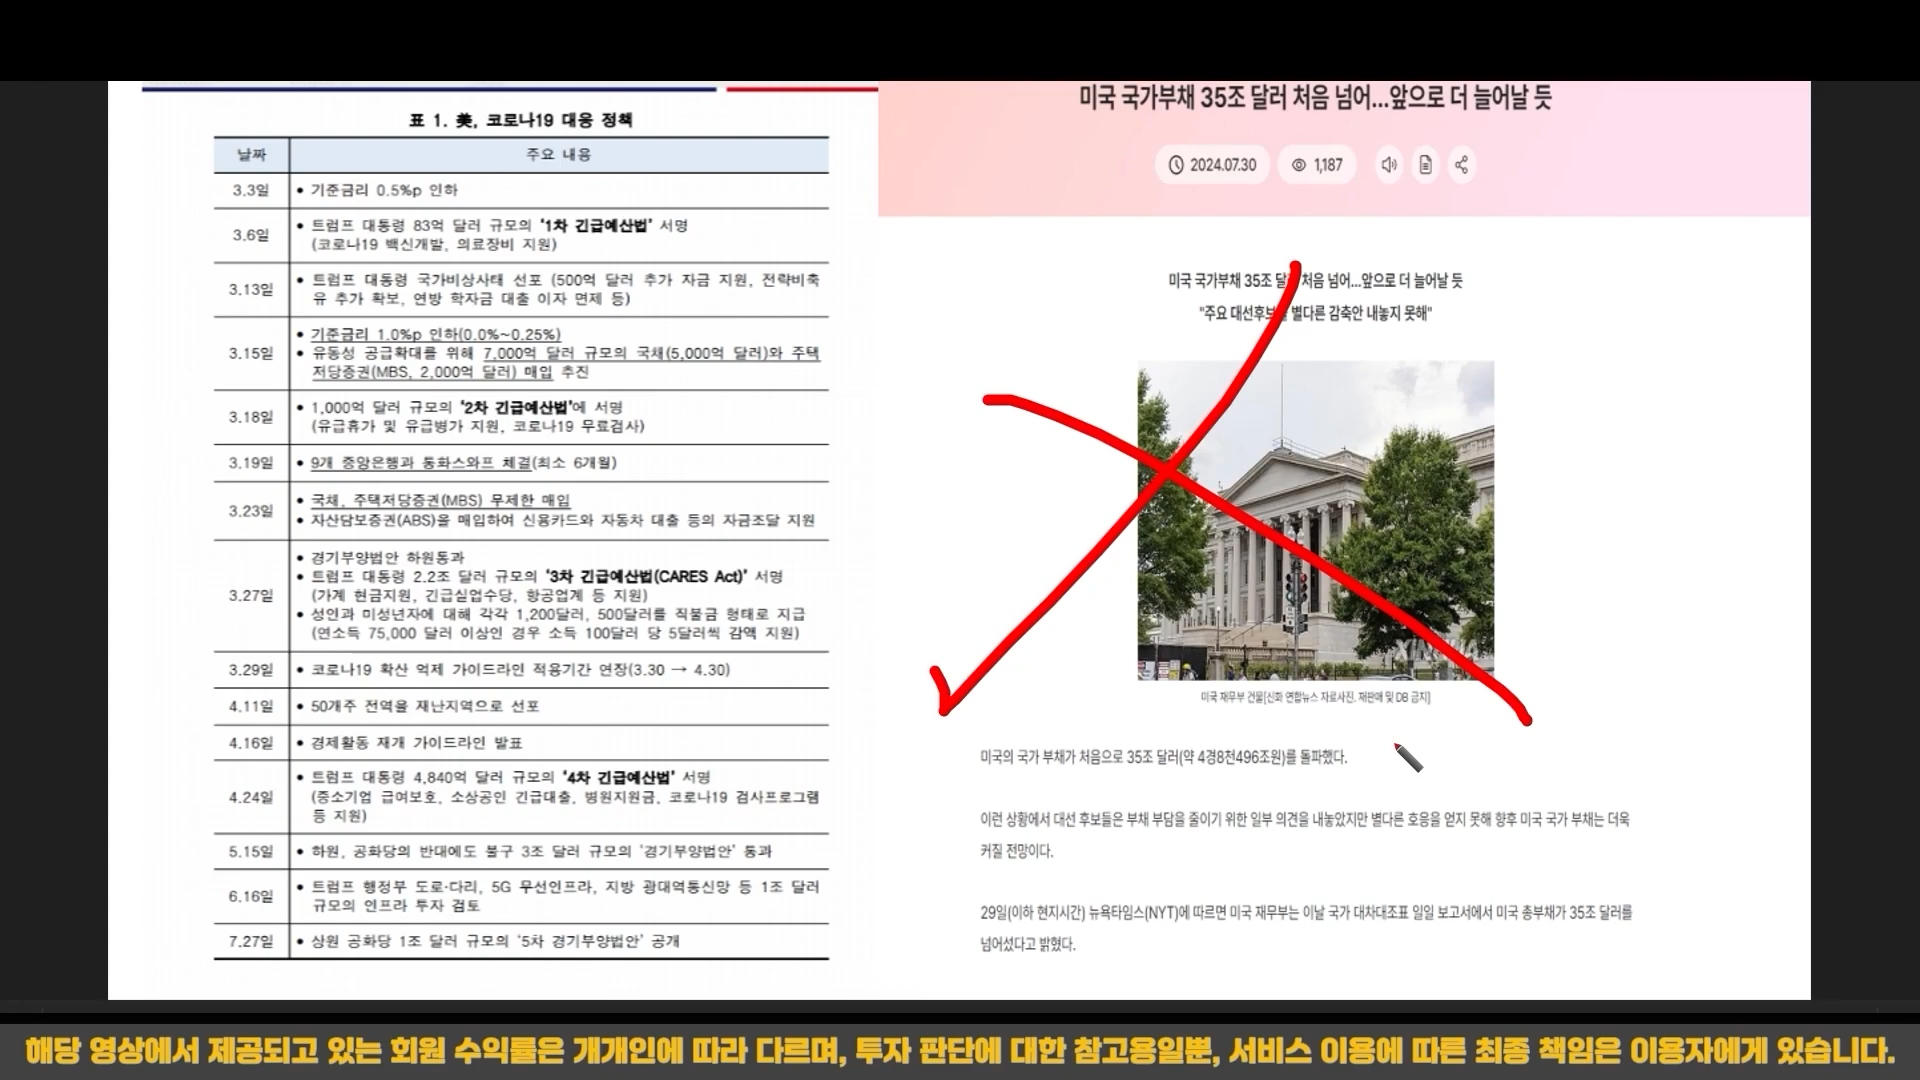 표 1. 美, 코로나19 대응 정책
날짜 주요 내용
3.3일 • 기준금리 0.5%p 인하
3.6일 • 트럼프 대통령 83억 달러 규모의 '1차 긴급예산법' 서명
(코로나19 백신개발, 의료장비 지원)
3.13일 • 트럼프 대통령 국가비상사태 선포 (500억 달러 추가 자금 지원, 전략비축
유 추가 확보, 연방 학자금 대출 이자 면제 등)
3.15일 • 기준금리 1.0%p 인하(0.0%~0.25%)
• 유동성 공급확대를 위해 7,000억 달러 규모의 국채(5,000억 달러)와 주택
저당증권(MBS, 2,000억 달러) 매입 추진
3.18일 • 1,000억 달러 규모의 '2차 긴급예산법'에 서명
(유급휴가 및 유급병가 지원, 코로나19 무료검사)
3.19일 • 9개 중앙은행과 통화스와프 체결(최소 6개월)
3.23일 • 국채, 주택저당증권(MBS) 무제한 매입
• 자산담보증권(ABS)을 매입하여 신용카드와 자동차 대출 등의 자금조달 지원
3.27일 • 경기부양법안 하원통과
• 트럼프 대통령 2.2조 달러 규모의 '3차 긴급예산법(CARES Act)' 서명
(가계 현금지원, 긴급실업수당, 항공업계 등 지원)
• 성인과 미성년자에 대해 각각 1,200달러, 500달러를 직불금 형태로 지급
(연소득 75,000 달러 이상인 경우 소득 100달러 당 5달러씩 감액 지원)
3.29일 • 코로나19 확산 억제 가이드라인 적용기간 연장(3.30 → 4.30)
4.11일 • 50개주 전역을 재난지역으로 선포
4.16일 • 경제활동 재개 가이드라인 발표
4.24일 • 트럼프 대통령 4,840억 달러 규모의 '4차 긴급예산법' 서명
(중소기업 급여보호, 소상공인 긴급대출, 병원지원금, 코로나19 검사프로그램
등 지원)
5.15일 • 하원, 공화당의 반대에도 불구 3조 달러 규모의 '경기부양법안' 통과
6.16일 • 트럼프 행정부 도로·다리, 5G 무선인프라, 지방 광대역통신망 등 1조 달러
규모의 인프라 투자 검토
7.27일 • 상원 공화당 1조 달러 규모의 '5차 경기부양법안' 공개
미국 국가부채 35조 달러 처음 넘어...앞으로 더 늘어날 듯
2024.07.30 1,187
미국 국가부채 35조 달러 처음 넘어...앞으로 더 늘어날 듯
"주요 대선후보들 별다른 감축안 내놓지 못해"
미국 재무부 건물[신화 연합뉴스 자료사진. 재판매 및 DB 금지]
미국의 국가 부채가 처음으로 35조 달러(약 4경8천496조원)를 돌파했다.
이런 상황에서 대선 후보들은 부채 부담을 줄이기 위한 일부 의견을 내놓았지만 별다른 호응을 얻지 못해 향후 미국 국가 부채는 더욱
커질 전망이다.
29일(이하 현지시간) 뉴욕타임스(NYT)에 따르면 미국 재무부는 이날 국가 대차대조표 일일 보고서에서 미국 총부채가 35조 달러를
넘어섰다고 밝혔다.
해당 영상에서 제공되고 있는 회원 수익률은 개개인에 따라 다르며, 투자 판단에 대한 참고용일뿐, 서비스 이용에 따른 최종 책임은 이용자에게 있습니다.